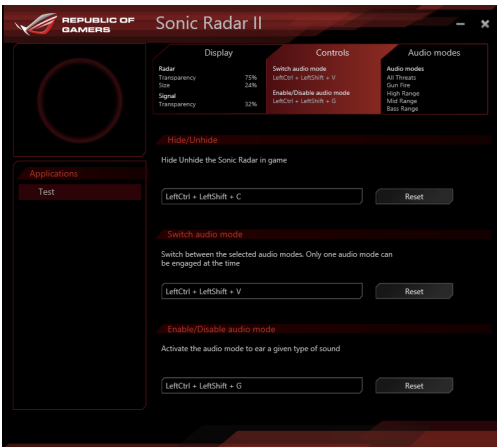 REPUBLIC OF
GAMERS
Sonic Radar II
Display
Radar
Transparency 75%
Size 24%
Signal
Transparency 32%
Controls
Switch audio mode
LeftCtrl + LeftShift + V
Enable/Disable audio mode
LeftCtrl + LeftShift + G
Audio modes
Audio modes
All Threats
Gun Fire
High Range
Mid Range
Bass Range
Applications
Test
Hide/Unhide
Hide Unhide the Sonic Radar in game
LeftCtrl + LeftShift + C Reset
Switch audio mode
Switch between the selected audio modes. Only one audio mode can
be engaged at the time
LeftCtrl + LeftShift + V Reset
Enable/Disable audio mode
Activate the audio mode to ear a given type of sound
LeftCtrl + LeftShift + G Reset